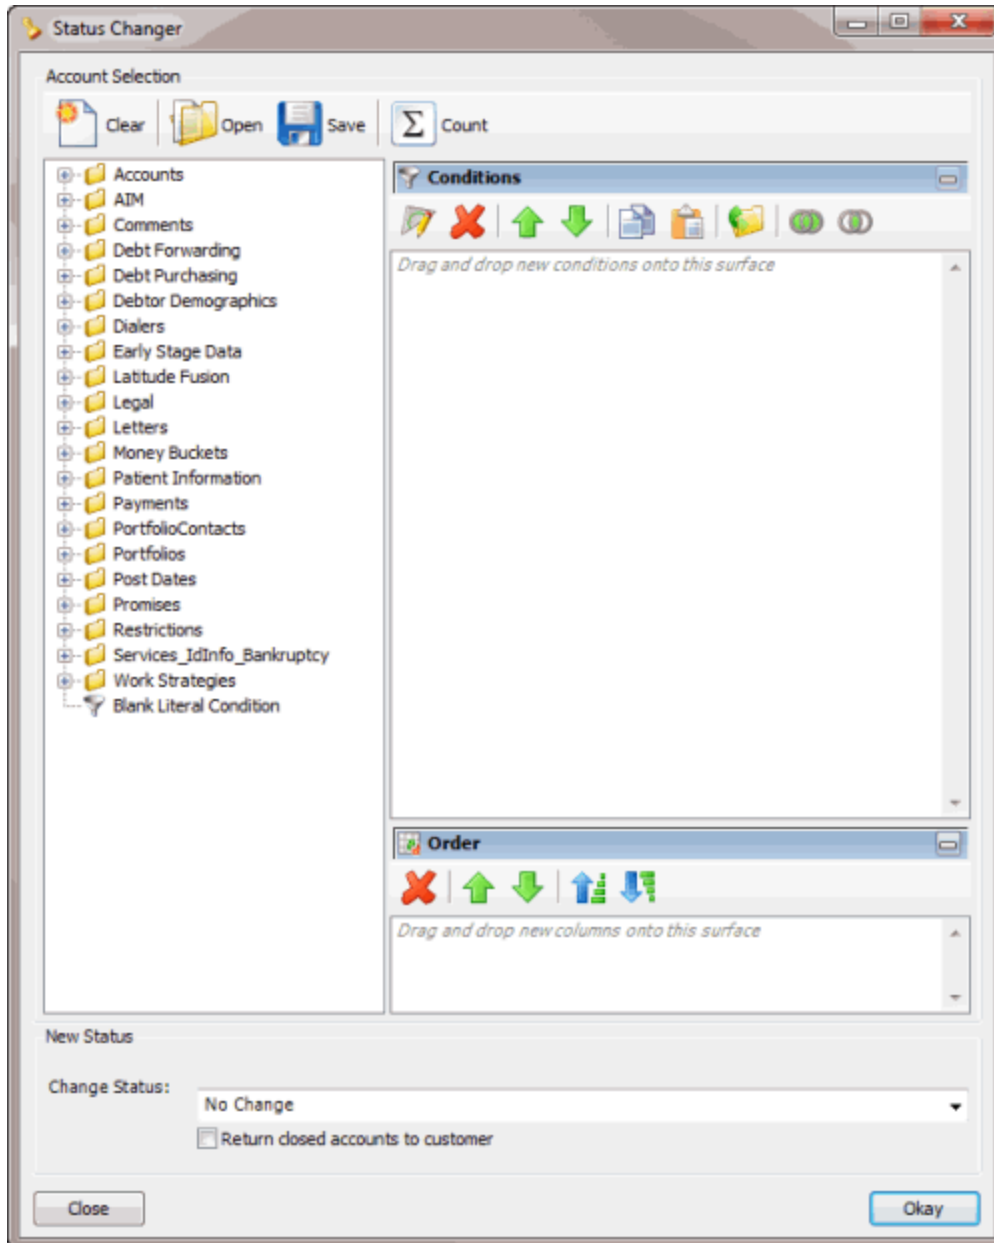 Status Changer
Account Selection
Clear Open Save Σ Count
Accounts
AIM
Comments
Debt Forwarding
Debt Purchasing
Debtor Demographics
Dialers
Early Stage Data
Latitude Fusion
Legal
Letters
Money Buckets
Patient Information
Payments
PortfolioContacts
Portfolios
Post Dates
Promises
Restrictions
Services_IdInfo_Bankruptcy
Work Strategies
Blank Literal Condition
Conditions
Drag and drop new conditions onto this surface
Order
Drag and drop new columns onto this surface
New Status
Change Status:
No Change
Return closed accounts to customer
Close Okay